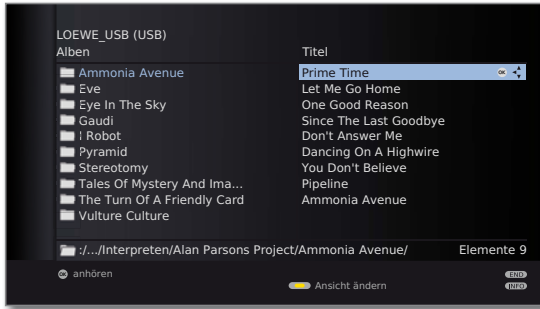 LOEWE_USB (USB)
Alben
Ammonia Avenue
Eve
Eye In The Sky
Gaudi
I Robot
Pyramid
Stereotomy
Tales Of Mystery And Ima...
The Turn Of A Friendly Card
Vulture Culture
Titel
Prime Time OK
Let Me Go Home
One Good Reason
Since The Last Goodbye
Don't Answer Me
Dancing On A Highwire
You Don't Believe
Pipeline
Ammonia Avenue
:/.../Interpreten/Alan Parsons Project/Ammonia Avenue/ Elemente 9
OK anhören END
Ansicht ändern INFO